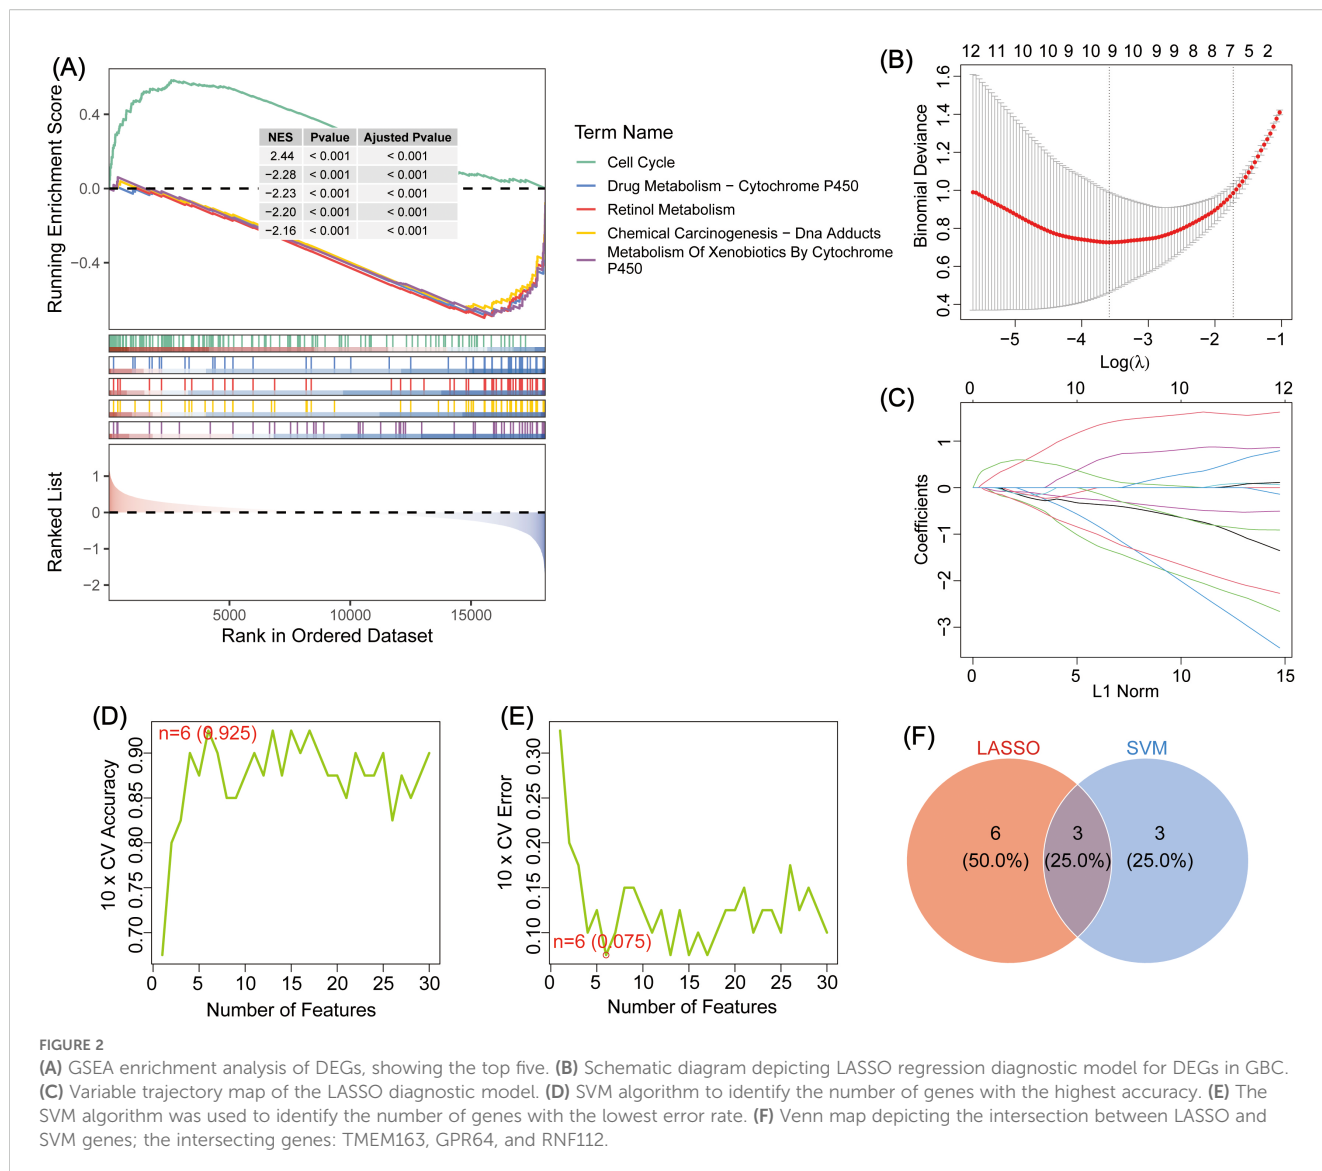 (A)
Running Enrichment Score
0.4
0.0
−0.4
NES Pvalue Ajusted Pvalue
2.44 < 0.001 < 0.001
−2.28 < 0.001 < 0.001
−2.23 < 0.001 < 0.001
−2.20 < 0.001 < 0.001
−2.16 < 0.001 < 0.001
Term Name
Cell Cycle
Drug Metabolism − Cytochrome P450
Retinol Metabolism
Chemical Carcinogenesis − Dna Adducts
Metabolism Of Xenobiotics By Cytochrome
P450
Ranked List
1
0
−1
−2
5000 10000 15000
Rank in Ordered Dataset
(B)
12 11 10 10 9 10 9 10 9 9 8 8 7 5 2
Binomial Deviance
1.6
1.4
1.2
1.0
0.8
0.6
0.4
−5 −4 −3 −2 −1
Log(λ)
(C)
0 10 10 12
Coefficients
1
0
−1
−2
−3
0 5 10 15
L1 Norm
(D)
n=6 (0.925)
10 x CV Accuracy
0.90
0.85
0.80
0.75
0.70
0 5 10 15 20 25 30
Number of Features
(E)
10 x CV Error
0.30
0.25
0.20
0.15
0.10
n=6 (0.075)
0 5 10 15 20 25 30
Number of Features
(F)
LASSO SVM
6 3 3
(50.0%) (25.0%) (25.0%)
FIGURE 2
(A) GSEA enrichment analysis of DEGs, showing the top five. (B) Schematic diagram depicting LASSO regression diagnostic model for DEGs in GBC.
(C) Variable trajectory map of the LASSO diagnostic model. (D) SVM algorithm to identify the number of genes with the highest accuracy. (E) The
SVM algorithm was used to identify the number of genes with the lowest error rate. (F) Venn map depicting the intersection between LASSO and
SVM genes; the intersecting genes: TMEM163, GPR64, and RNF112.